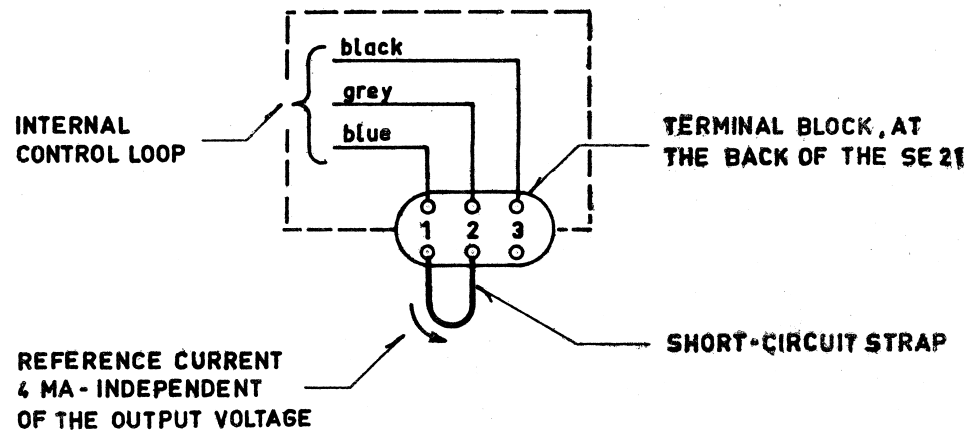 black
grey
blue
INTERNAL
CONTROL LOOP
TERMINAL BLOCK, AT
THE BACK OF THE SE 21
1 2 3
SHORT-CIRCUIT STRAP
REFERENCE CURRENT
4 MA - INDEPENDENT
OF THE OUTPUT VOLTAGE